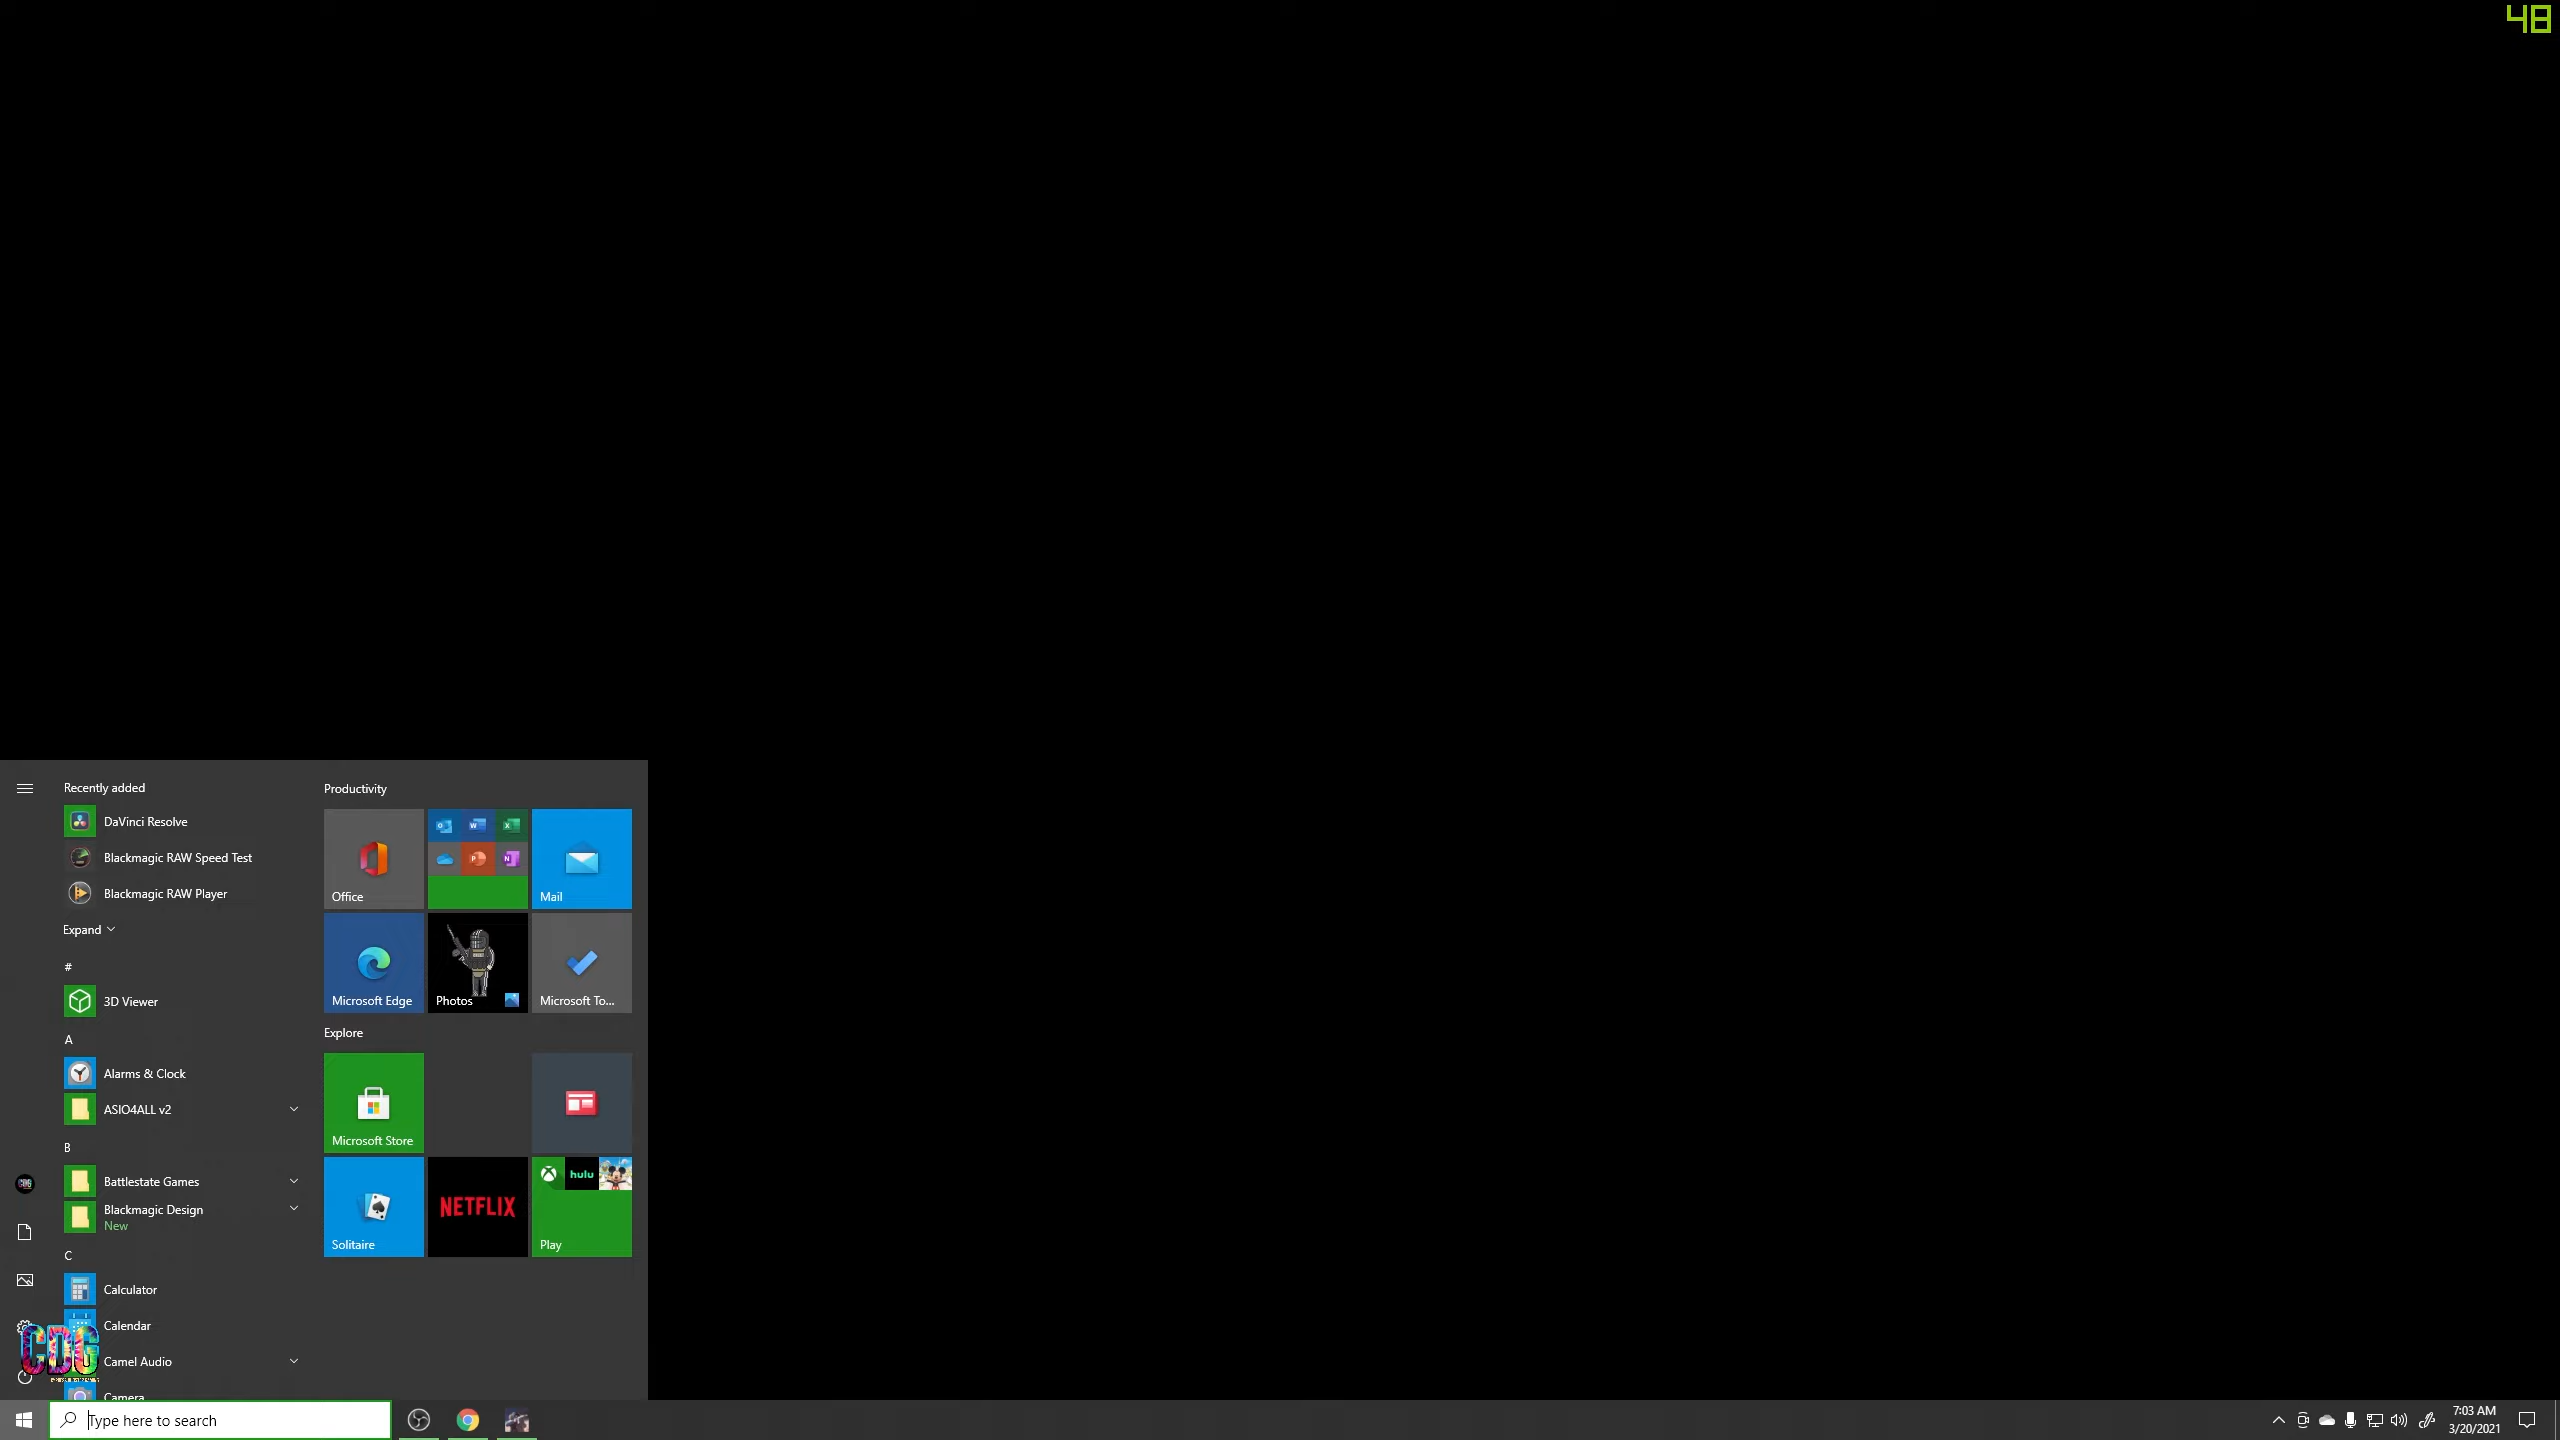 48
Recently added
DaVinci Resolve
Blackmagic RAW Speed Test
Blackmagic RAW Player
Expand
#
3D Viewer
A
Alarms & Clock
ASIO4ALL v2
B
Battlestate Games
Blackmagic Design
New
C
Calculator
Calendar
Camel Audio
Camera
CDG
Productivity
Office
Mail
Microsoft Edge
Photos
Microsoft To...
Explore
Microsoft Store
Solitaire
NETFLIX
hulu
Play
Type here to search
7:03 AM
3/20/2021